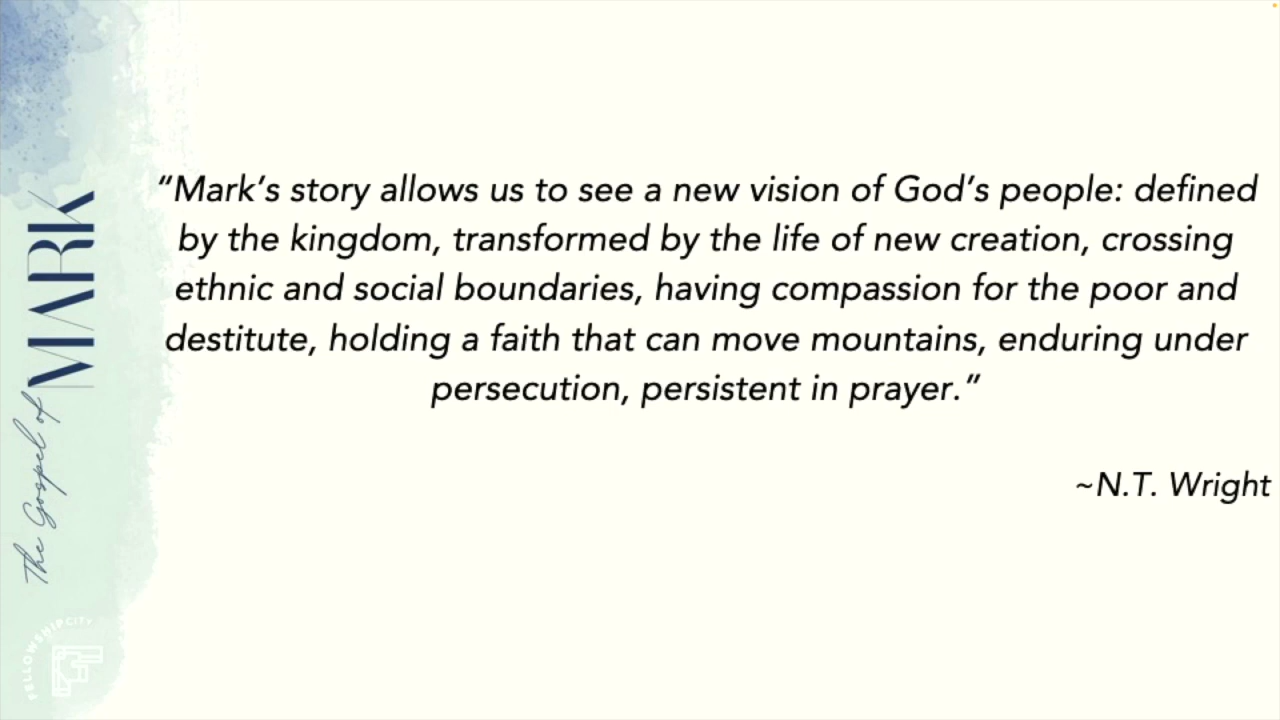 The Gospel of
MARK
“Mark’s story allows us to see a new vision of God’s people: defined
by the kingdom, transformed by the life of new creation, crossing
ethnic and social boundaries, having compassion for the poor and
destitute, holding a faith that can move mountains, enduring under
persecution, persistent in prayer.”
~N.T. Wright
FELLOWSHIP CITY